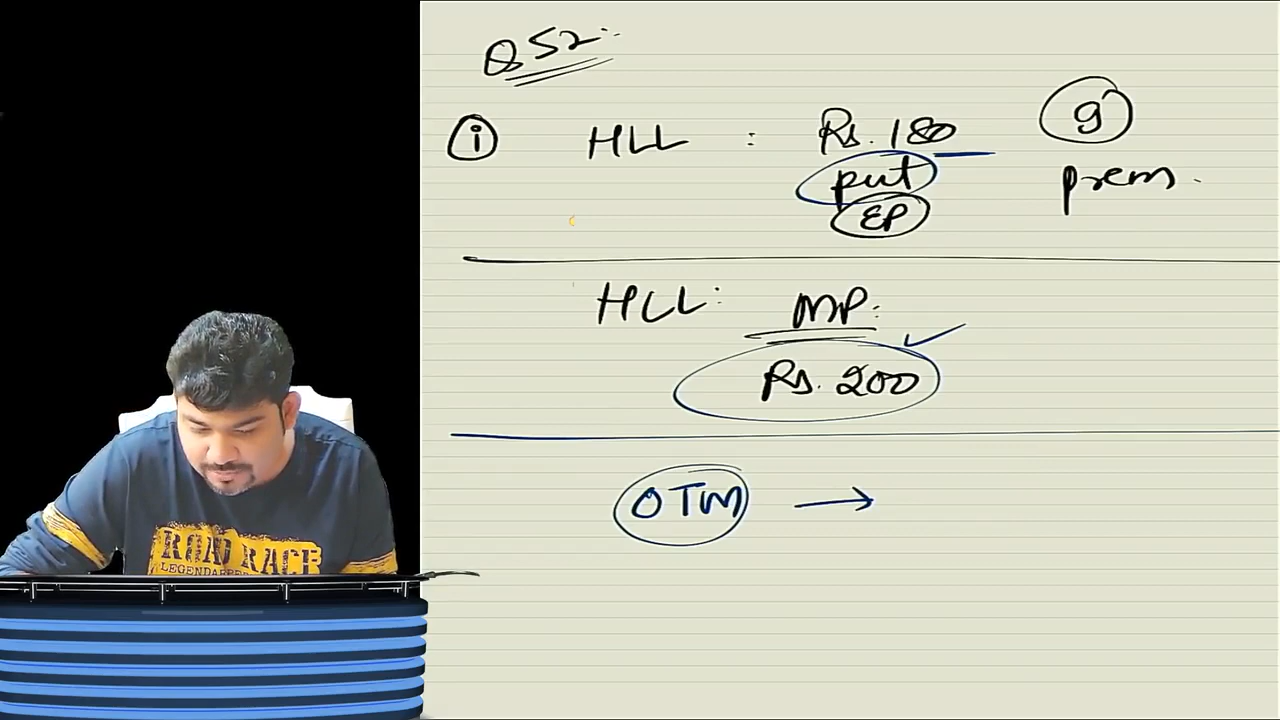 Q52:
i HLL : Rs. 180 9
put prem.
EP
HLL: MP:
Rs. 200
OTM →
ROAD RACE